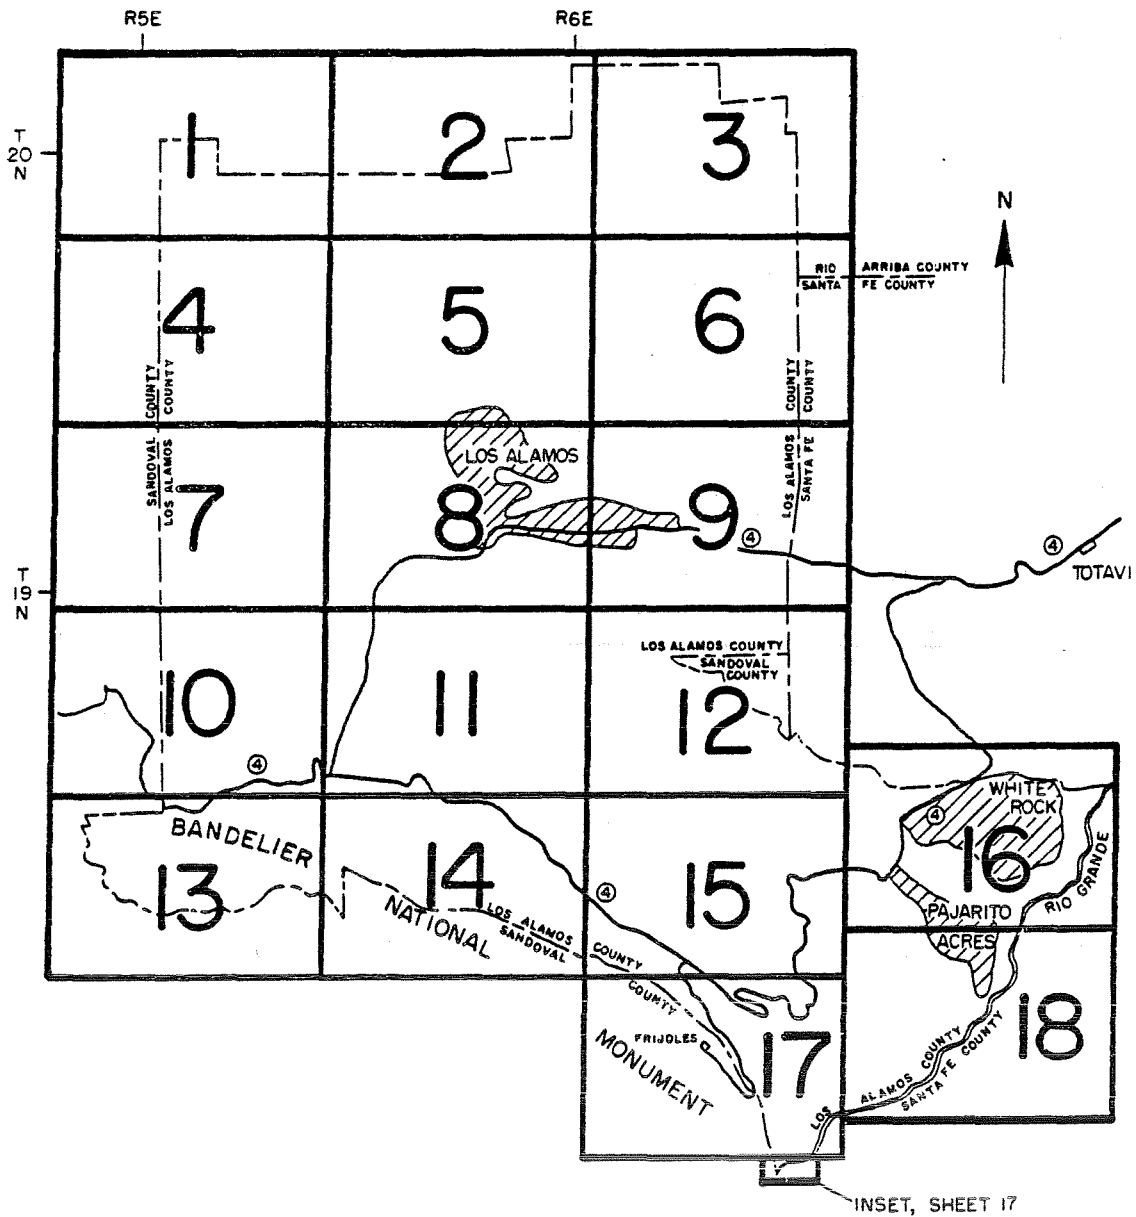 R5E
R6E
T
20
N
1
2
3
N
RIO ARRIBA COUNTY
SANTA FE COUNTY
4
5
6
SANDOVAL COUNTY
LOS ALAMOS COUNTY
LOS ALAMOS COUNTY
SANTA FE COUNTY
LOS ALAMOS
7
8
9
4
4
TOTAVI
T
19
N
LOS ALAMOS COUNTY
SANDOVAL
COUNTY
10
11
12
4
WHITE
ROCK
4
BANDELIER
13
14
15
16
4
NATIONAL
LOS ALAMOS COUNTY
SANDOVAL COUNTY
PAJARITO
ACRES
RIO GRANDE
FRIJOLES
MONUMENT
17
18
LOS ALAMOS COUNTY
SANTA FE COUNTY
INSET, SHEET 17